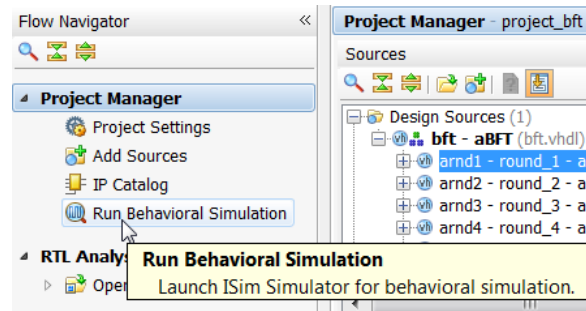 Flow Navigator «
Project Manager
Project Settings
Add Sources
IP Catalog
Run Behavioral Simulation
RTL Analy
Open
Project Manager - project_bft
Sources
Design Sources (1)
bft - aBFT (bft.vhdl)
arnd1 - round_1 - a
arnd2 - round_2 - a
arnd3 - round_3 - a
arnd4 - round_4 - a
Run Behavioral Simulation
Launch ISim Simulator for behavioral simulation.